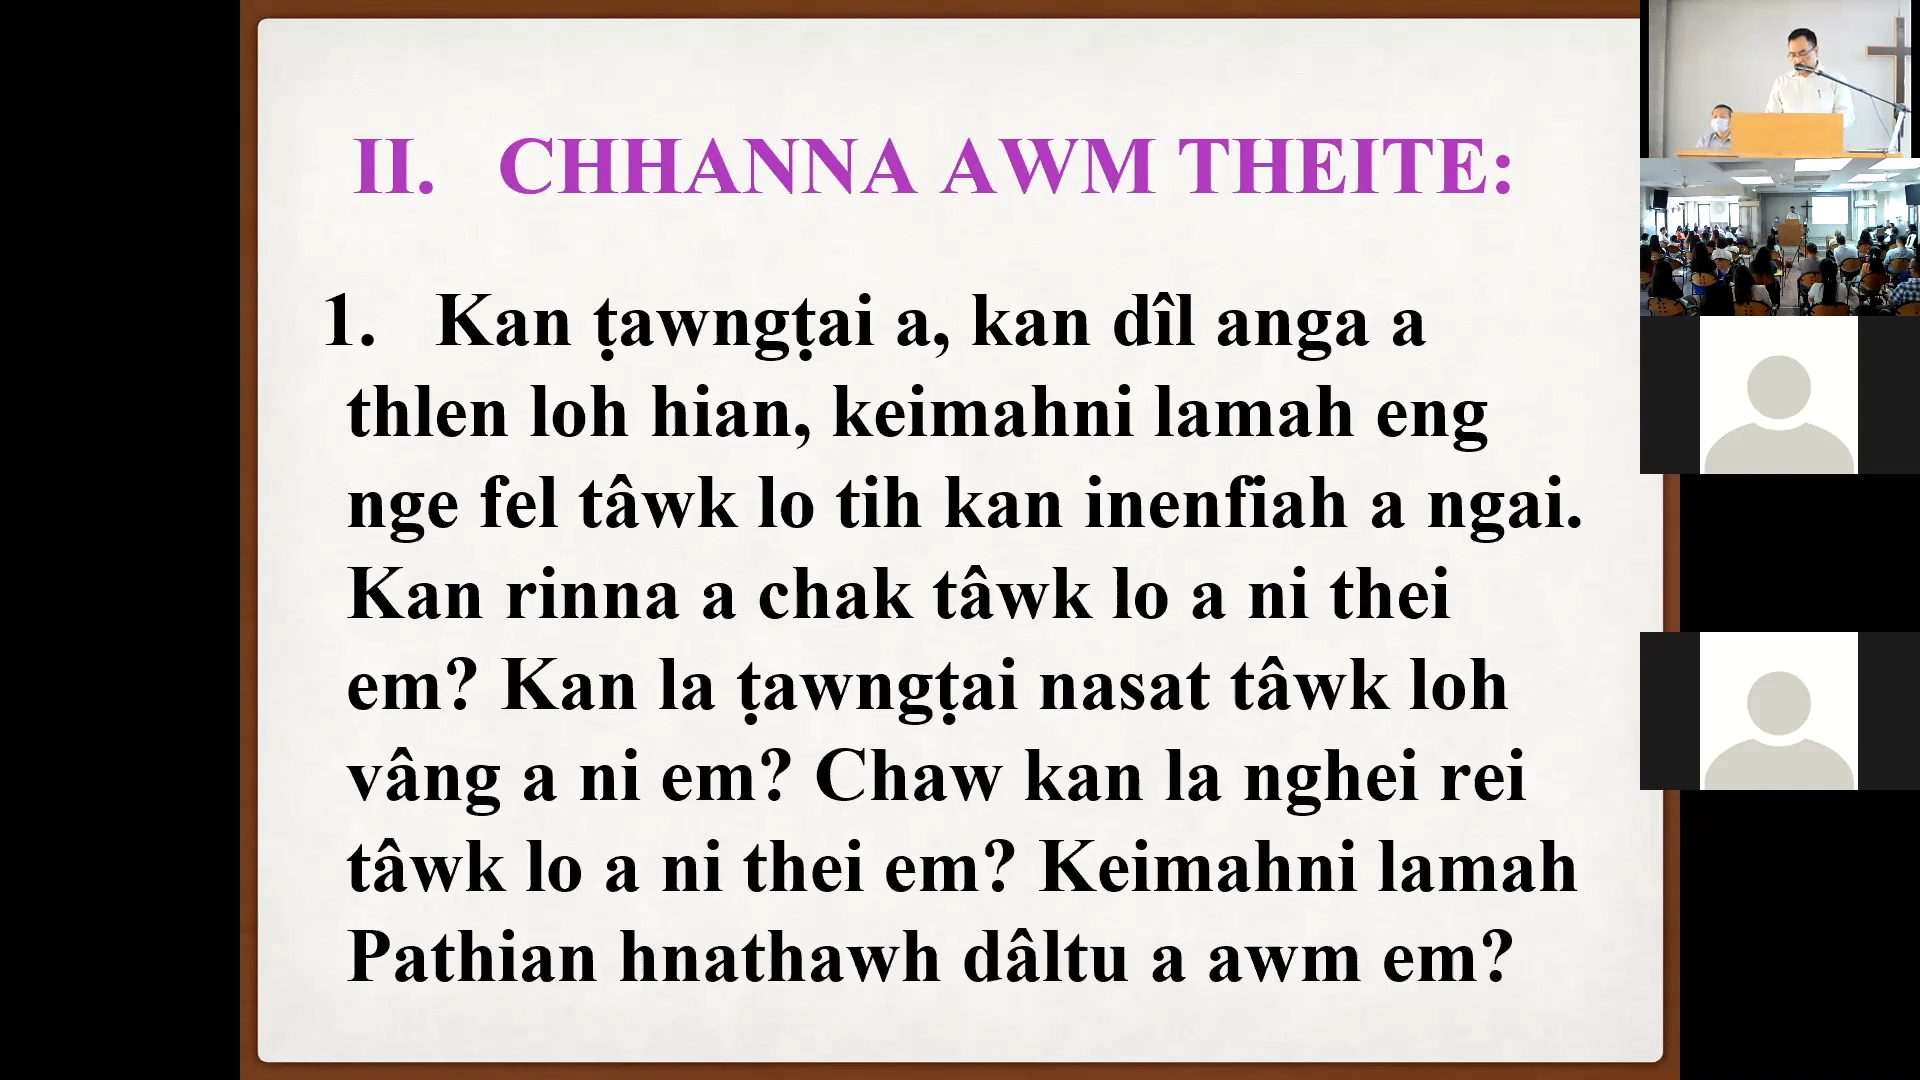 II. CHHANNA AWM THEITE:
1. Kan ṭawngṭai a, kan dîl anga a
thlen loh hian, keimahni lamah eng
nge fel tâwk lo tih kan inenfiah a ngai.
Kan rinna a chak tâwk lo a ni thei
em? Kan la ṭawngṭai nasat tâwk loh
vâng a ni em? Chaw kan la nghei rei
tâwk lo a ni thei em? Keimahni lamah
Pathian hnathawh dâltu a awm em?